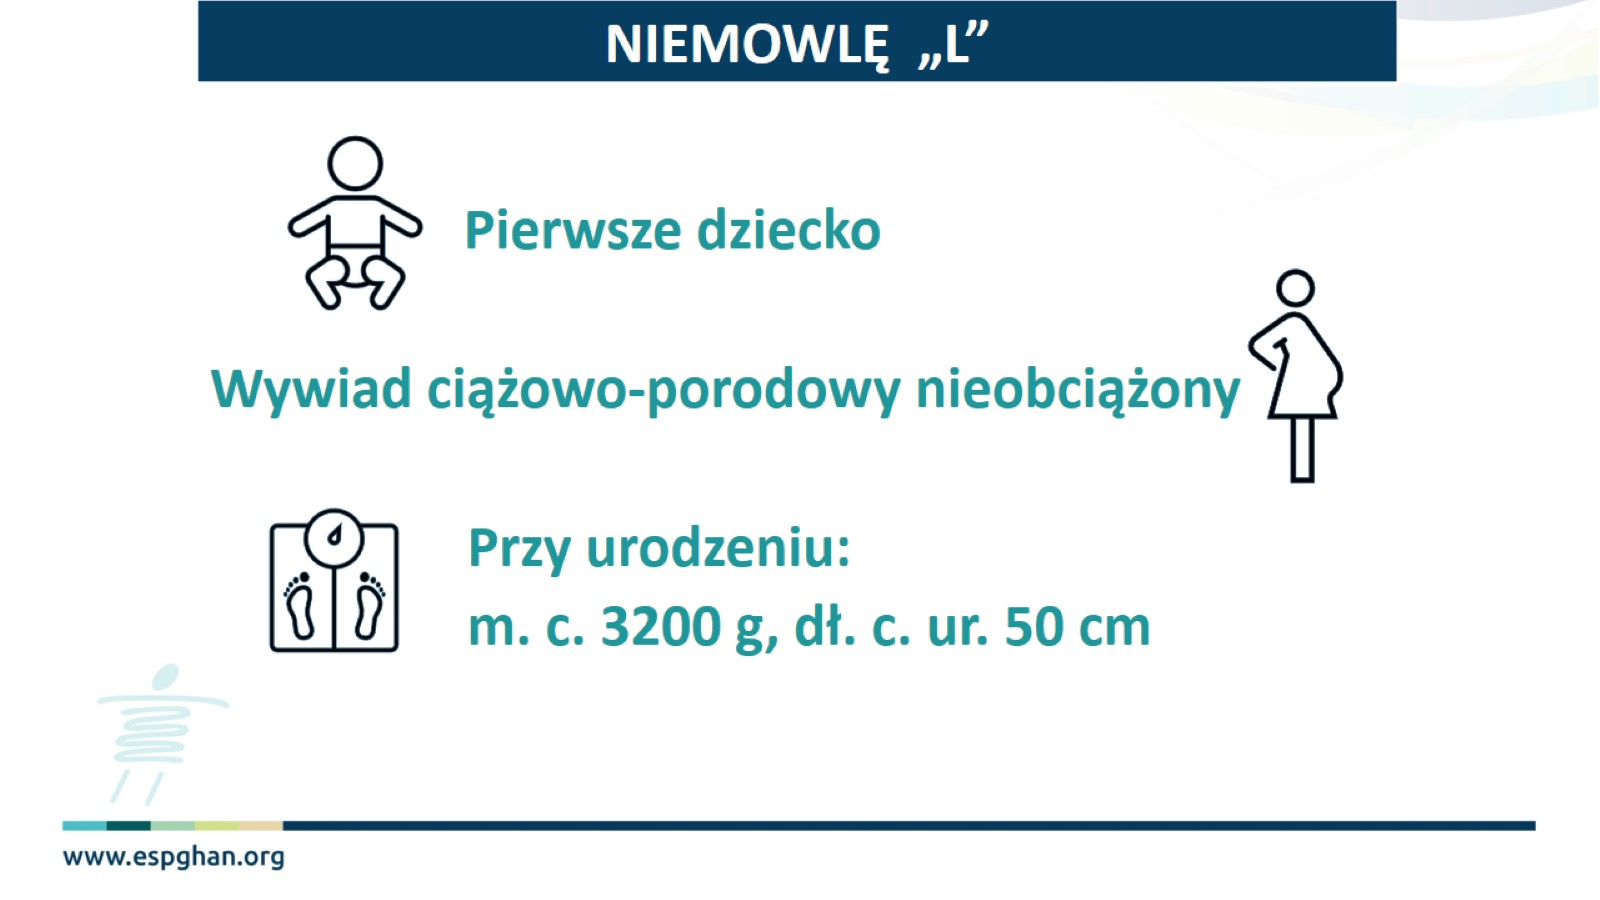 NIEMOWLĘ „L”
Pierwsze dziecko
Wywiad ciążowo-porodowy nieobciążony
Przy urodzeniu:
m. c. 3200 g, dł. c. ur. 50 cm
www.espghan.org